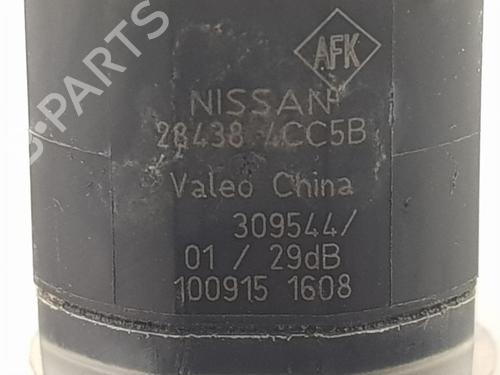 AFK
NISSAN
28438 4CC5B
Valeo China
309544/
01 / 29dB
100915 1608
B-PARTS